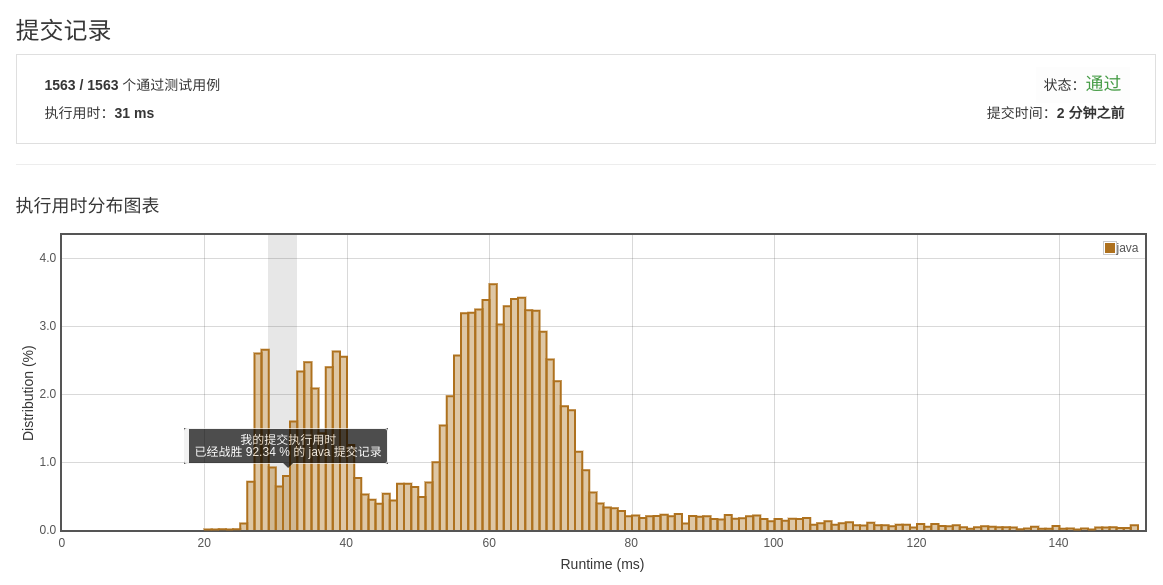 提交记录
1563 / 1563 个通过测试用例
状态：通过
执行用时：31 ms
提交时间：2 分钟之前
执行用时分布图表
java
4.0
3.0
2.0
1.0
0.0
Distribution (%)
我的提交执行用时
已经战胜 92.34 % 的 java 提交记录
0 20 40 60 80 100 120 140
Runtime (ms)